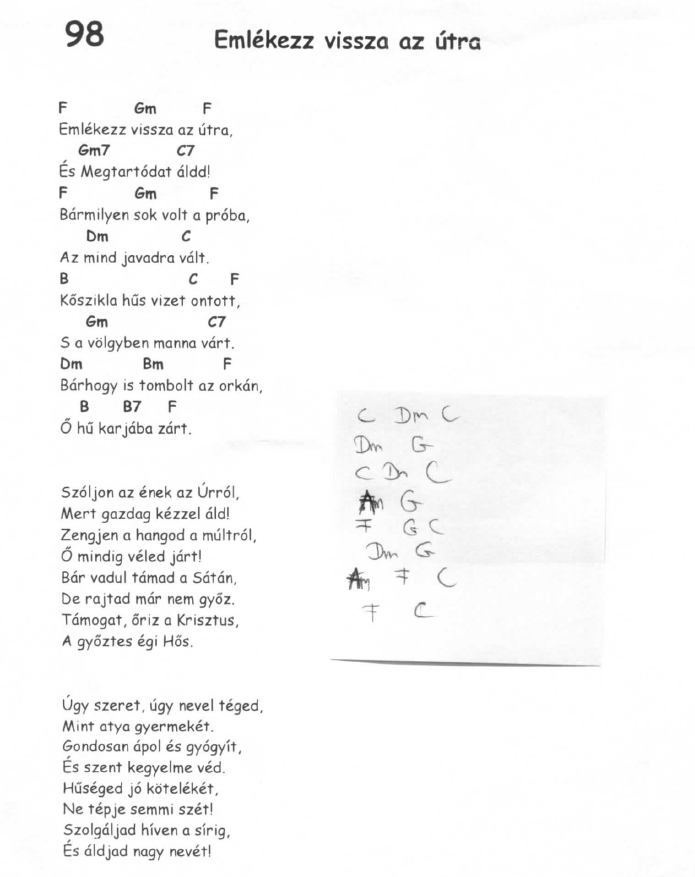 98 Emlékezz vissza az útra
F Gm F
Emlékezz vissza az útra,
Gm7 C7
És Megtartódat áldd!
F Gm F
Bármilyen sok volt a próba,
Dm C
Az mind javadra vált.
B C F
Kőszikla hűs vizet ontott,
Gm C7
S a völgyben manna várt.
Dm Bm F
Bárhogy is tombolt az orkán,
B B7 F
Ő hű karjába zárt.
Szóljon az ének az Úrról,
Mert gazdag kézzel áld!
Zengjen a hangod a múltról,
Ő mindig véled járt!
Bár vadul támad a Sátán,
De rajtad már nem győz.
Támogat, őriz a Krisztus,
A győztes égi Hős.
Úgy szeret, úgy nevel téged,
Mint atya gyermekét.
Gondosan ápol és gyógyít,
És szent kegyelme véd.
Hűséged jó kötelékét,
Ne tépje semmi szét!
Szolgáljad híven a sírig,
És áldjad nagy nevét!
C Dm C
Dm G
C Dm C
Am G
F G C
Dm G
Am F C
F C